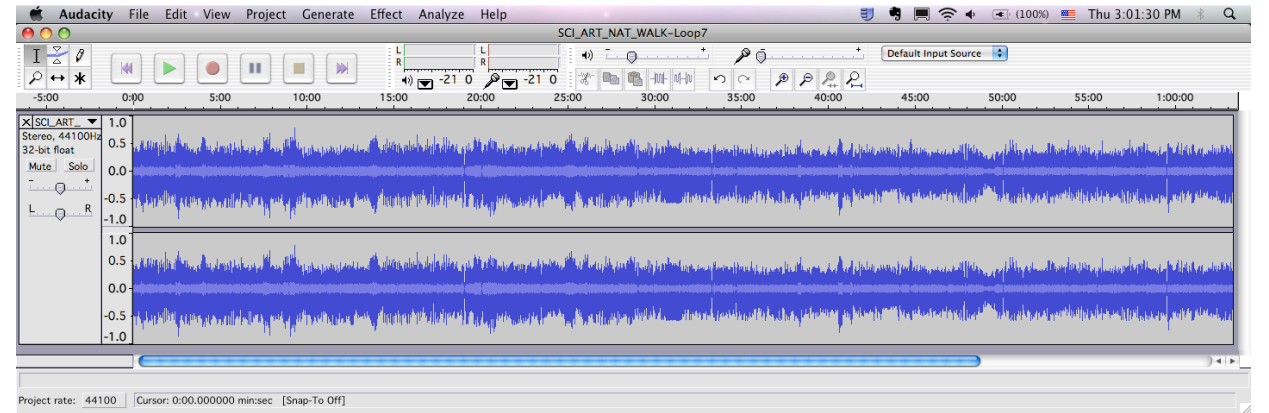 Audacity File Edit View Project Generate Effect Analyze Help (100%) Thu 3:01:30 PM
SCI_ART_NAT_WALK-Loop7
L R L R Default Input Source
-21 0 -21 0
-5:00 0:00 5:00 10:00 15:00 20:00 25:00 30:00 35:00 40:00 45:00 50:00 55:00 1:00:00
X SCI_ART_ 1.0
Stereo, 44100Hz
32-bit float 0.5
Mute Solo 0.0
- +
-0.5
L R
-1.0
1.0
0.5
0.0
-0.5
-1.0
Project rate: 44100 Cursor: 0:00.000000 min:sec [Snap-To Off]